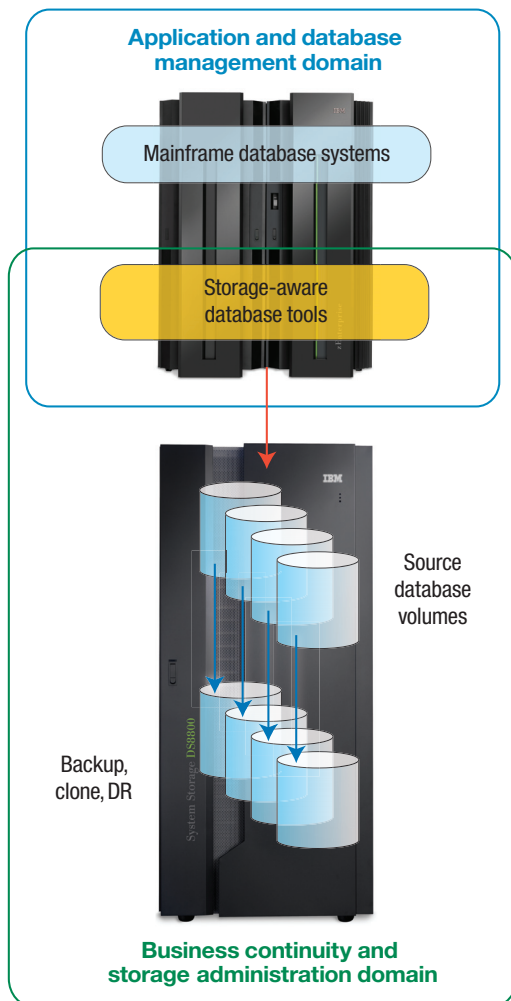 Application and database
management domain
Mainframe database systems
Storage-aware
database tools
zEnterprise
IBM
Source
database
volumes
System Storage DS8800
Backup,
clone, DR
Business continuity and
storage administration domain